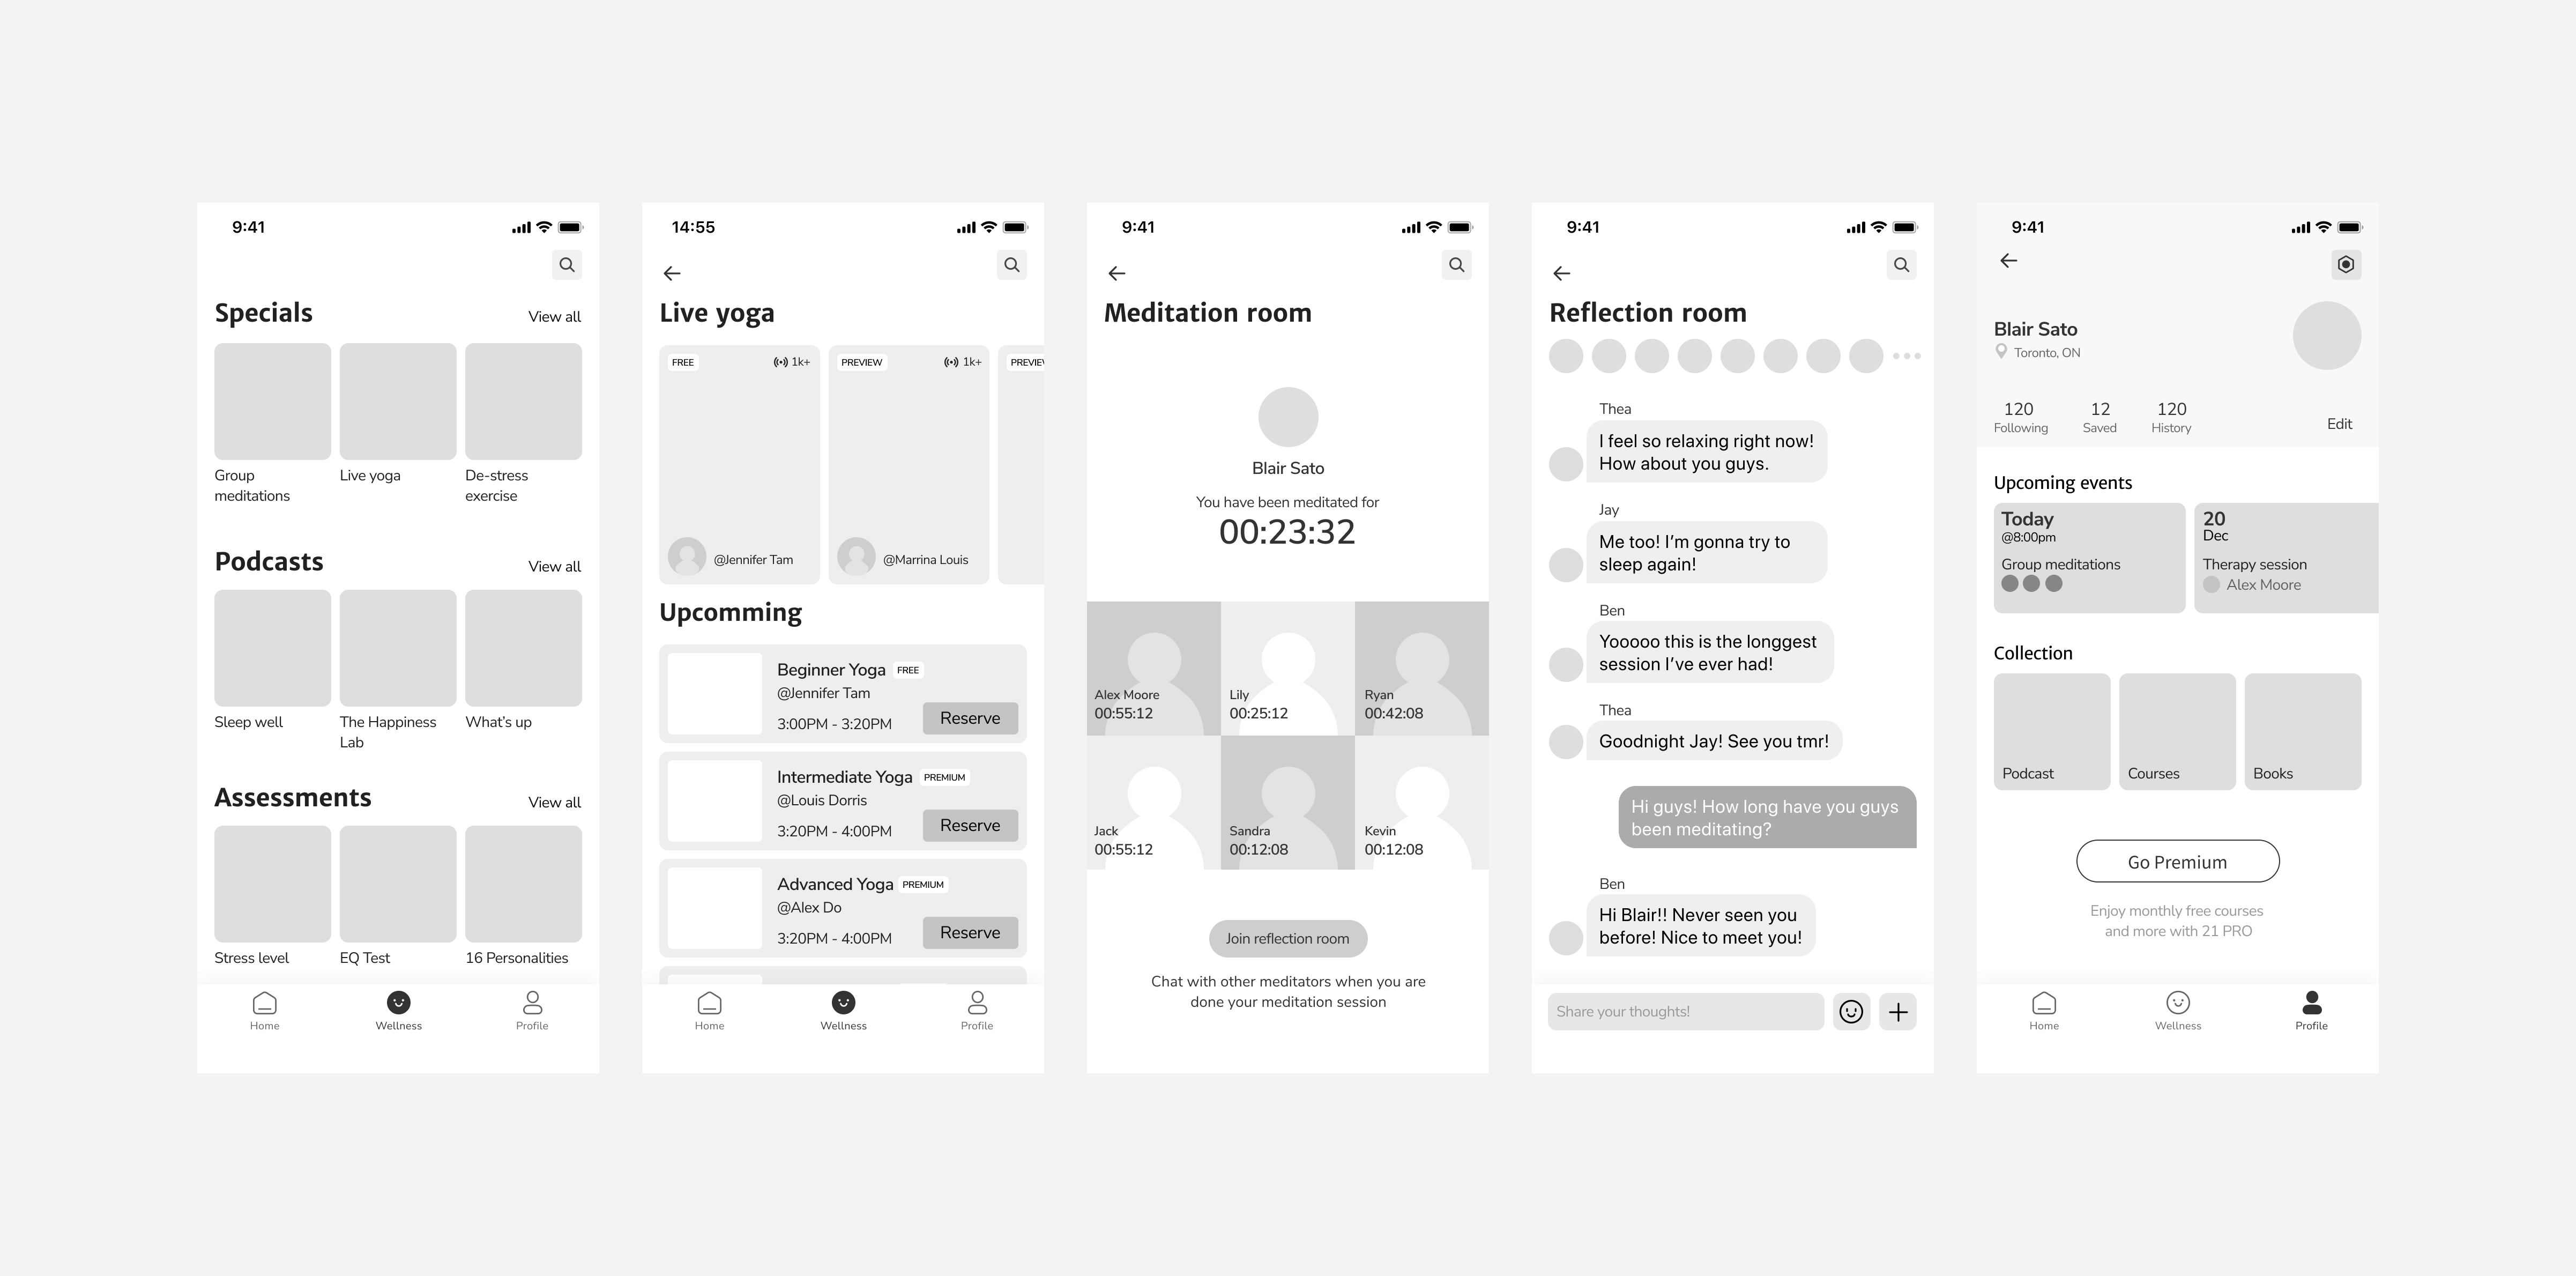 9:41
Specials
View all
Group
meditations
Live yoga
De-stress
exercise
Podcasts
View all
Sleep well
The Happiness
Lab
What's up
Assessments
View all
Stress level
EQ Test
16 Personalities
Home
Wellness
Profile
14:55
Live yoga
FREE
1k+
@Jennifer Tam
PREVIEW
1k+
@Marrina Louis
Upcomming
Beginner Yoga
FREE
@Jennifer Tam
3:00PM - 3:20PM
Reserve
Intermediate Yoga
PREMIUM
@Louis Dorris
3:20PM - 4:00PM
Reserve
Advanced Yoga
PREMIUM
@Alex Do
3:20PM - 4:00PM
Reserve
Home
Wellness
Profile
9:41
Meditation room
Blair Sato
You have been meditated for
00:23:32
Alex Moore
00:55:12
Lily
00:25:12
Ryan
00:42:08
Jack
00:55:12
Sandra
00:12:08
Kevin
00:12:08
Join reflection room
Chat with other meditators when you are
done your meditation session
9:41
Reflection room
Thea
I feel so relaxing right now!
How about you guys.
Jay
Me too! I'm gonna try to
sleep again!
Ben
Yooooo this is the longgest
session I've ever had!
Thea
Goodnight Jay! See you tmr!
Hi guys! How long have you guys
been meditating?
Ben
Hi Blair!! Never seen you
before! Nice to meet you!
Share your thoughts!
9:41
Blair Sato
Toronto, ON
120
Following
12
Saved
120
History
Edit
Upcoming events
Today
@8:00pm
Group meditations
20
Dec
Therapy session
Alex Moore
Collection
Podcast
Courses
Books
Go Premium
Enjoy monthly free courses
and more with 21 PRO
Home
Wellness
Profile